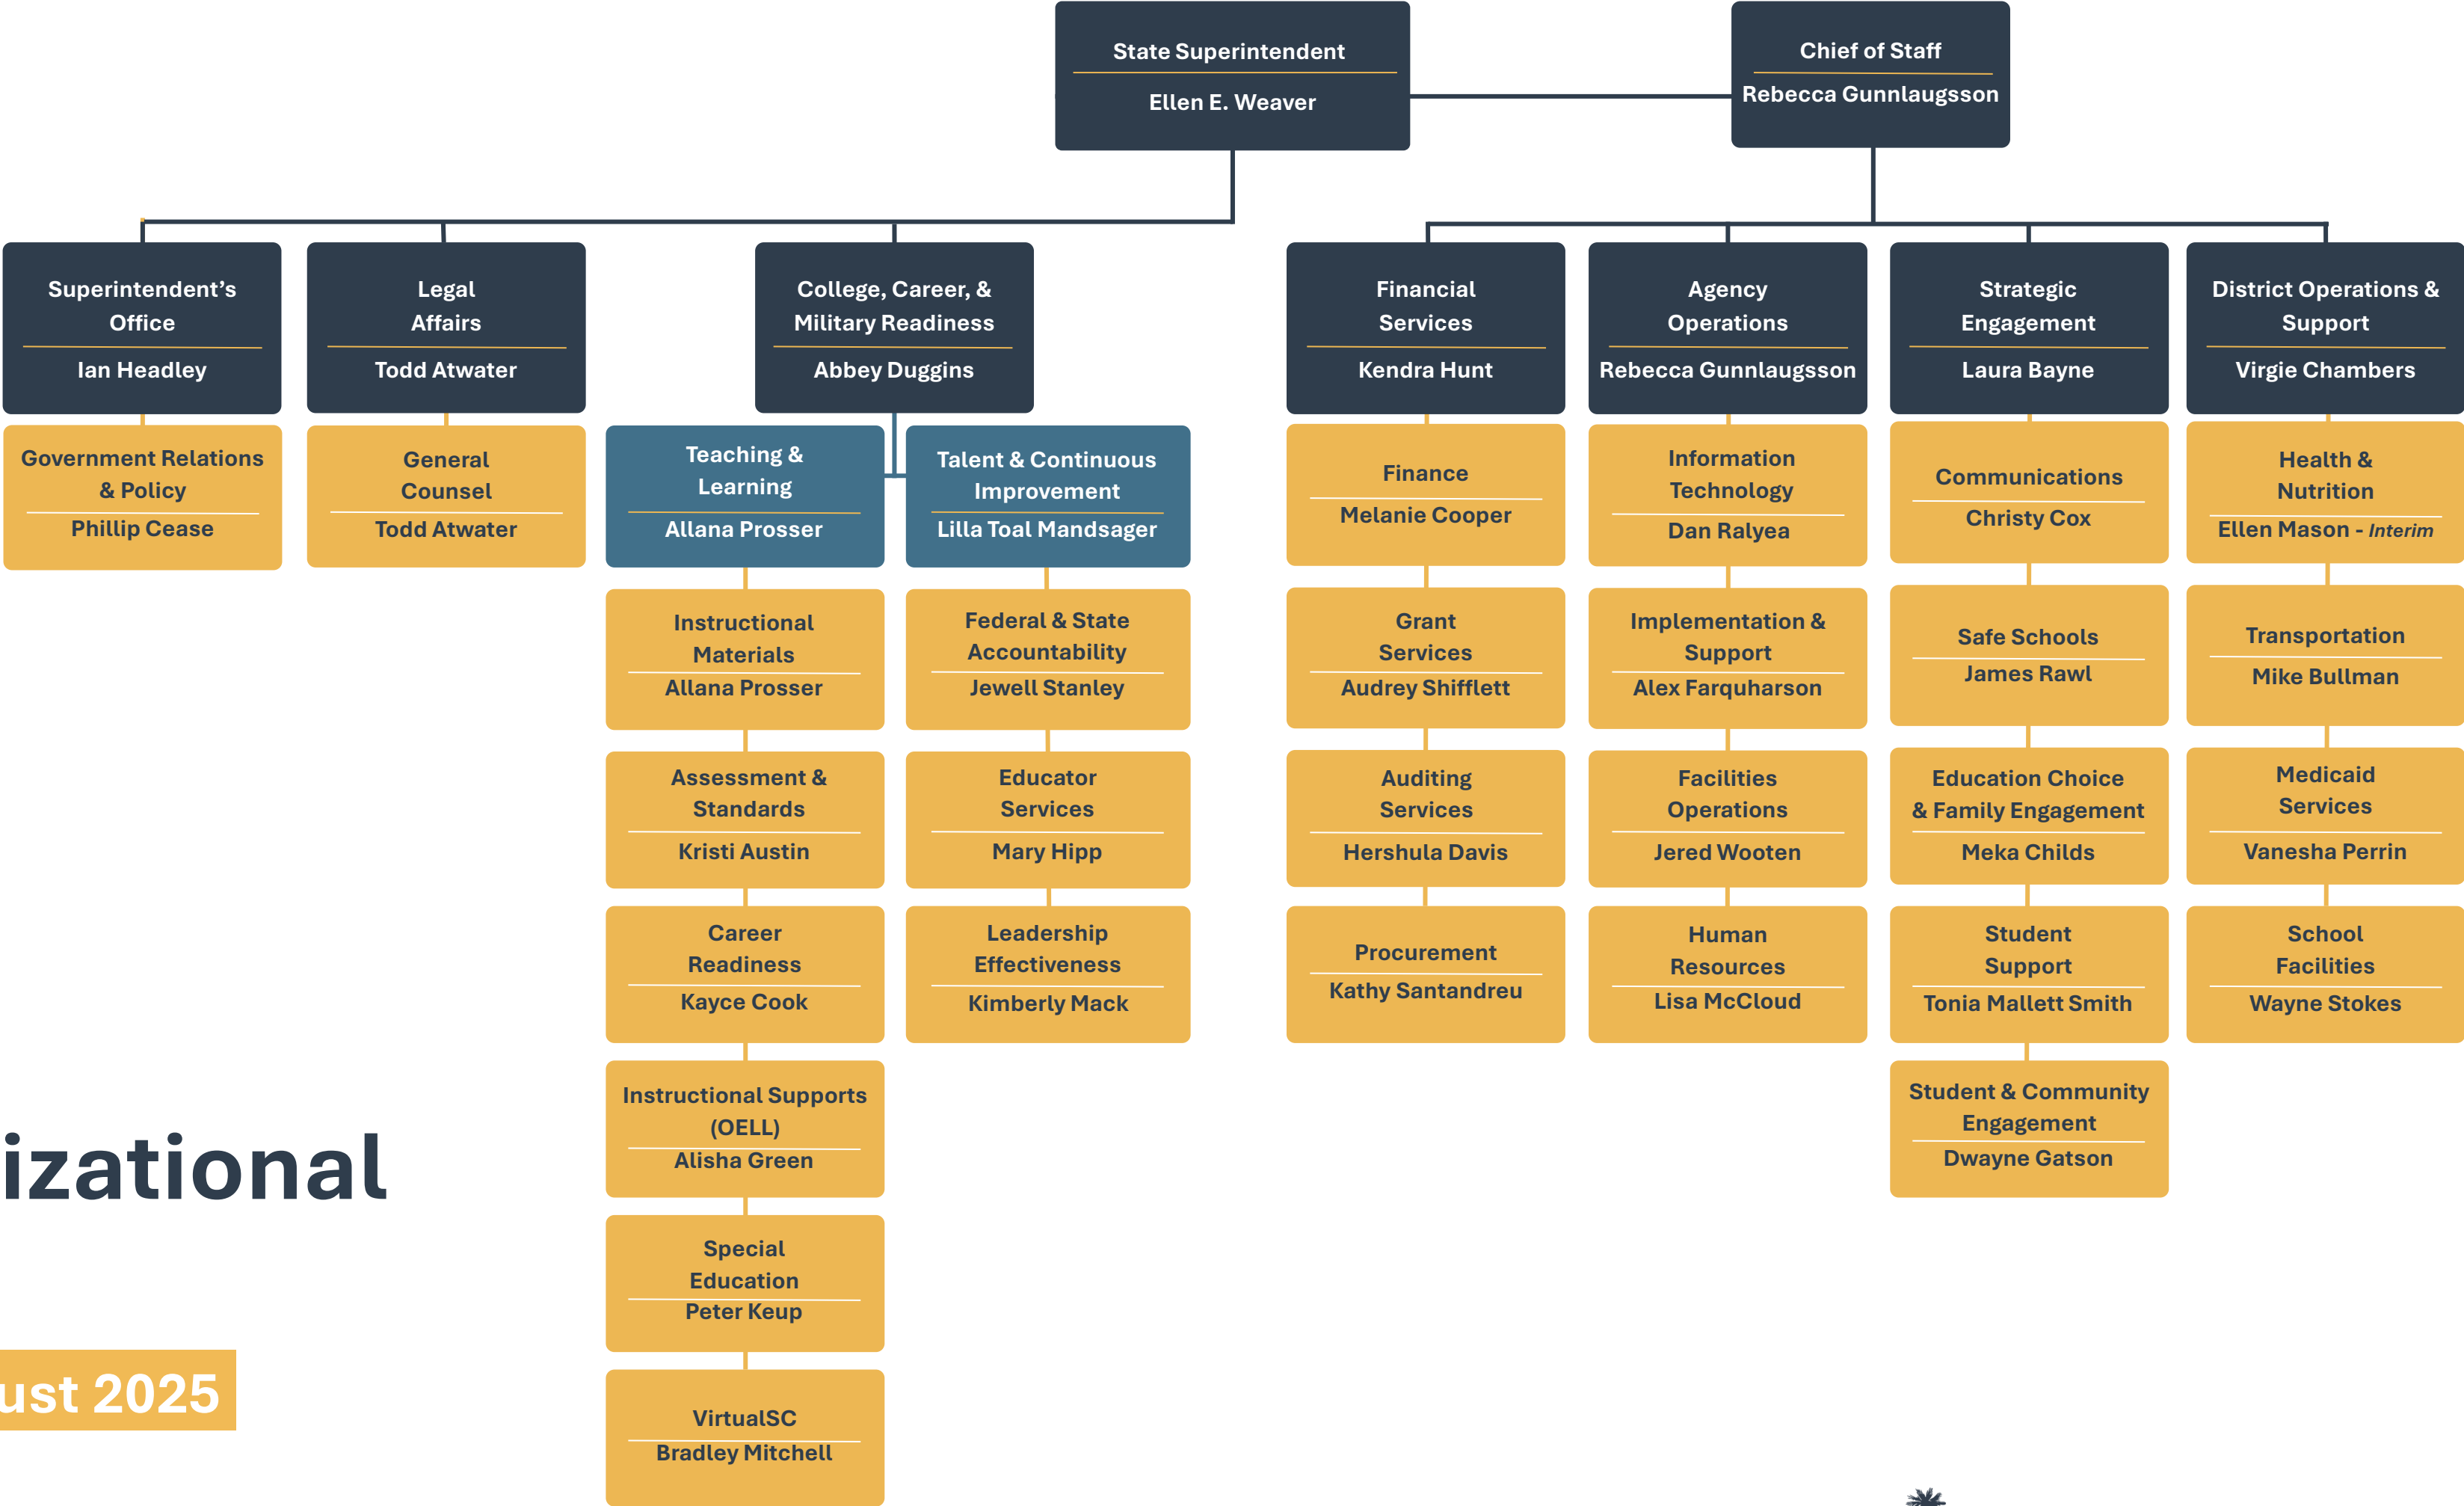 State Superintendent
Ellen E. Weaver
Chief of Staff
Rebecca Gunnlaugsson
Superintendent’s
Office
Ian Headley
Government Relations
& Policy
Phillip Cease
Legal
Affairs
Todd Atwater
General
Counsel
Todd Atwater
College, Career, &
Military Readiness
Abbey Duggins
Teaching &
Learning
Allana Prosser
Instructional
Materials
Allana Prosser
Assessment &
Standards
Kristi Austin
Career
Readiness
Kayce Cook
Instructional Supports
(OELL)
Alisha Green
Special
Education
Peter Keup
VirtualSC
Bradley Mitchell
Talent & Continuous
Improvement
Lilla Toal Mandsager
Federal & State
Accountability
Jewell Stanley
Educator
Services
Mary Hipp
Leadership
Effectiveness
Kimberly Mack
Financial
Services
Kendra Hunt
Finance
Melanie Cooper
Grant
Services
Audrey Shifflett
Auditing
Services
Hershula Davis
Procurement
Kathy Santandreu
Agency
Operations
Rebecca Gunnlaugsson
Information
Technology
Dan Ralyea
Implementation &
Support
Alex Farquharson
Facilities
Operations
Jered Wooten
Human
Resources
Lisa McCloud
Strategic
Engagement
Laura Bayne
Communications
Christy Cox
Safe Schools
James Rawl
Education Choice
& Family Engagement
Meka Childs
Student
Support
Tonia Mallett Smith
Student & Community
Engagement
Dwayne Gatson
District Operations &
Support
Virgie Chambers
Health &
Nutrition
Ellen Mason - Interim
Transportation
Mike Bullman
Medicaid
Services
Vanesha Perrin
School
Facilities
Wayne Stokes
izational
ust 2025